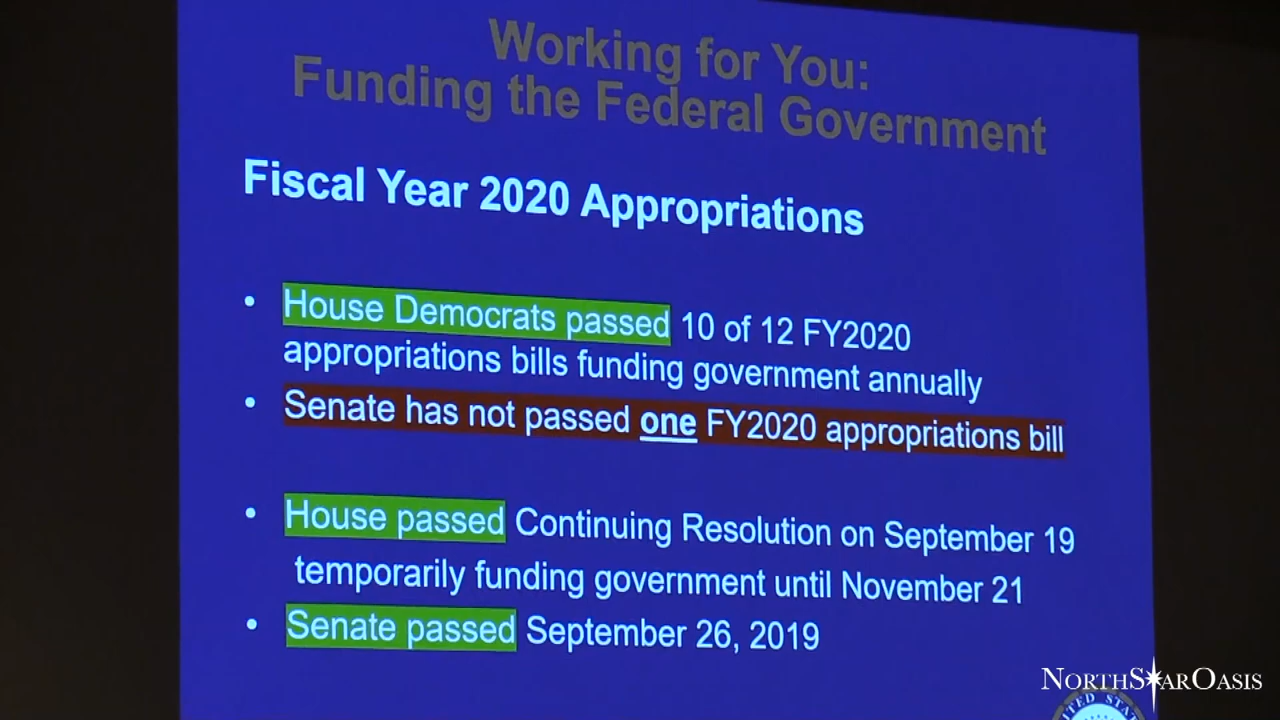 Working for You:
Funding the Federal Government
Fiscal Year 2020 Appropriations
• House Democrats passed 10 of 12 FY2020
appropriations bills funding government annually
• Senate has not passed one FY2020 appropriations bill
• House passed Continuing Resolution on September 19
temporarily funding government until November 21
• Senate passed September 26, 2019
NORTHSTAROASIS